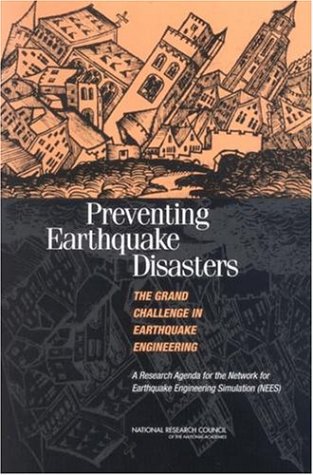 Preventing
Earthquake
Disasters
THE GRAND
CHALLENGE IN
EARTHQUAKE
ENGINEERING
A Research Agenda for the Network for
Earthquake Engineering Simulation (NEES)
NATIONAL RESEARCH COUNCIL
OF THE NATIONAL ACADEMIES